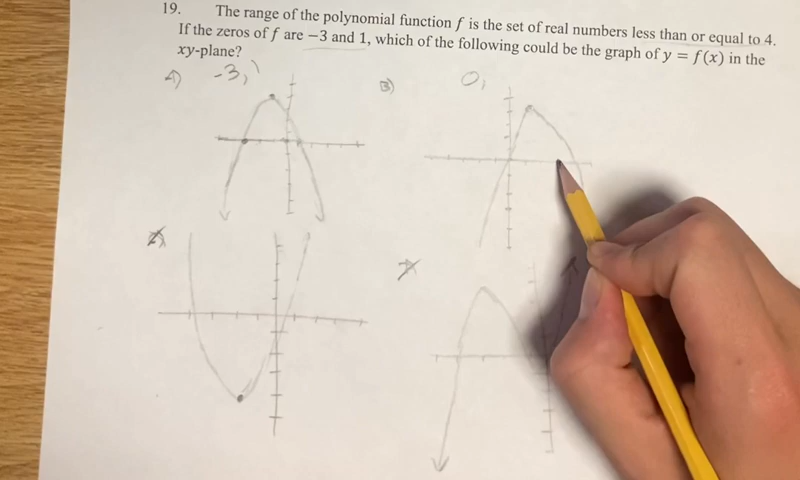 19. The range of the polynomial function f is the set of real numbers less than or equal to 4.
If the zeros of f are −3 and 1, which of the following could be the graph of y = f(x) in the
xy-plane?
A) -3, 1
B) 0,